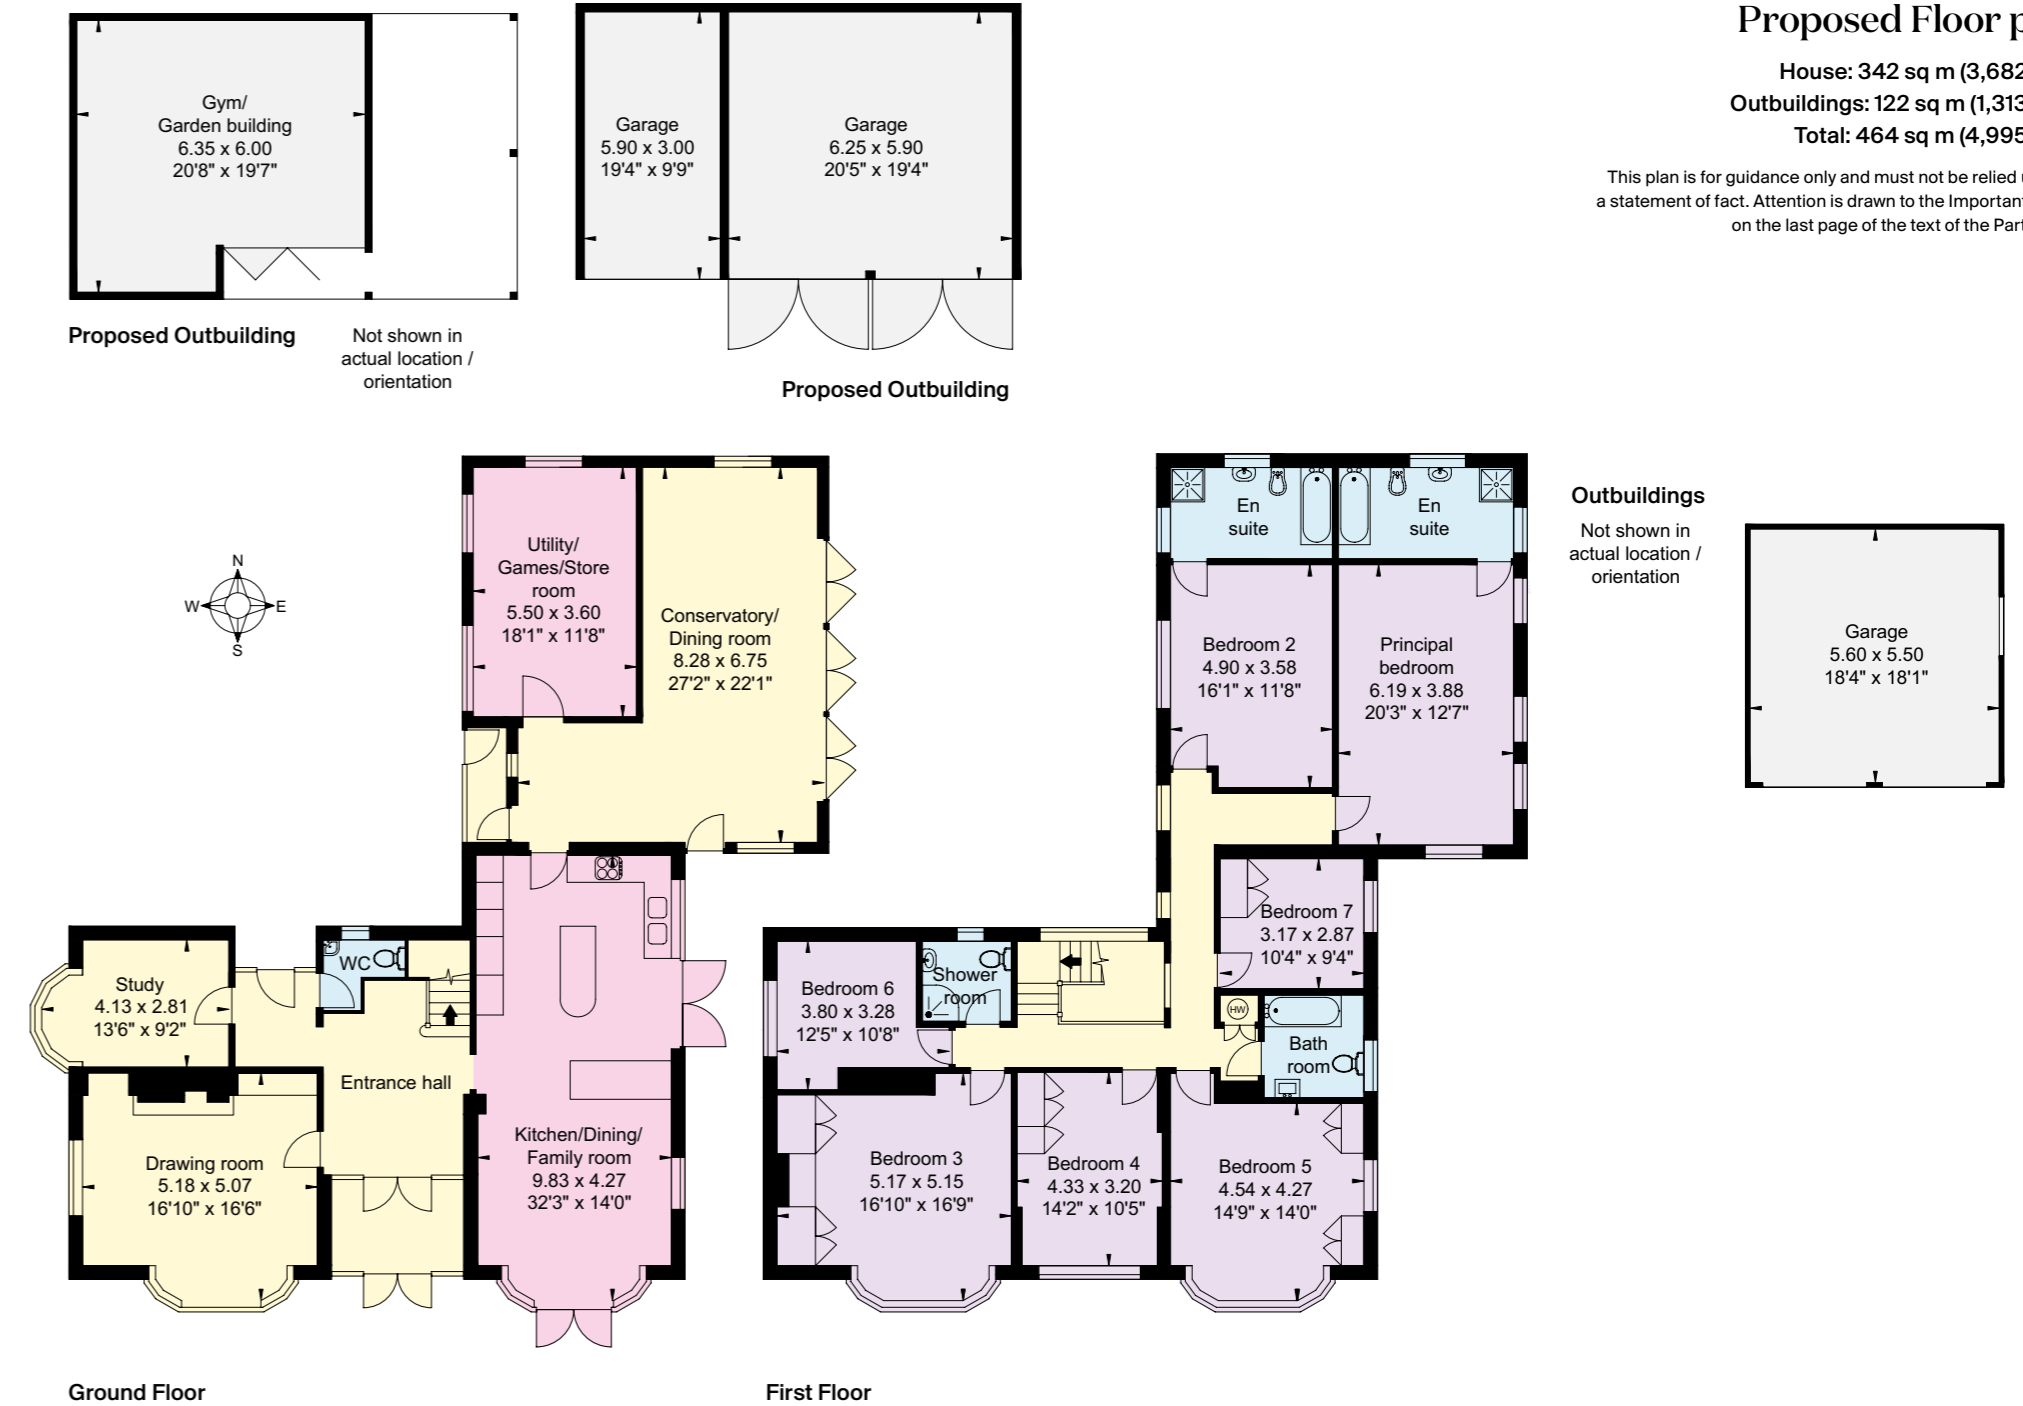 Proposed Floor p
House: 342 sq m (3,682
Outbuildings: 122 sq m (1,313
Total: 464 sq m (4,995
This plan is for guidance only and must not be relied
a statement of fact. Attention is drawn to the Important
on the last page of the text of the Part
Gym/
Garden building
6.35 x 6.00
20'8" x 19'7"
Proposed Outbuilding
Not shown in
actual location /
orientation
Garage
5.90 x 3.00
19'4" x 9'9"
Garage
6.25 x 5.90
20'5" x 19'4"
Proposed Outbuilding
N
W
E
S
Utility/
Games/Store
room
5.50 x 3.60
18'1" x 11'8"
Conservatory/
Dining room
8.28 x 6.75
27'2" x 22'1"
Study
4.13 x 2.81
13'6" x 9'2"
WC
Entrance hall
Drawing room
5.18 x 5.07
16'10" x 16'6"
Kitchen/Dining/
Family room
9.83 x 4.27
32'3" x 14'0"
Ground Floor
En
suite
En
suite
Bedroom 2
4.90 x 3.58
16'1" x 11'8"
Principal
bedroom
6.19 x 3.88
20'3" x 12'7"
Bedroom 7
3.17 x 2.87
10'4" x 9'4"
Bedroom 6
3.80 x 3.28
12'5" x 10'8"
Shower
room
HW
Bath
room
Bedroom 3
5.17 x 5.15
16'10" x 16'9"
Bedroom 4
4.33 x 3.20
14'2" x 10'5"
Bedroom 5
4.54 x 4.27
14'9" x 14'0"
First Floor
Outbuildings
Not shown in
actual location /
orientation
Garage
5.60 x 5.50
18'4" x 18'1"